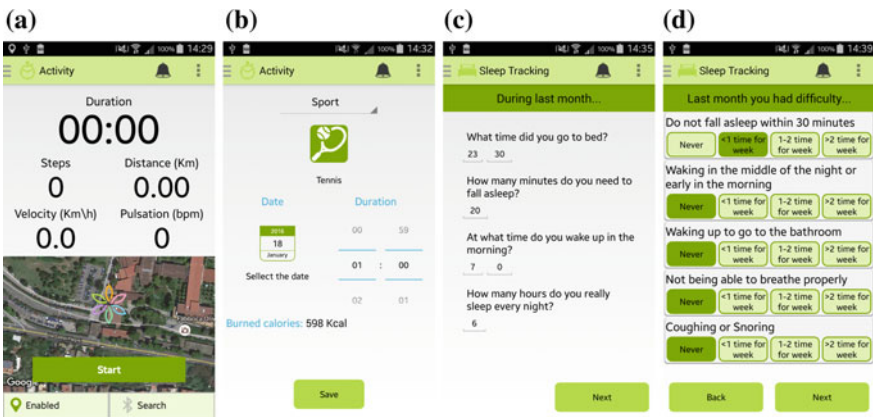 (a)
14:29
100%
Activity
Duration
00:00
Steps
Distance (Km)
0
0.00
Velocity (Km\h)
Pulsation (bpm)
0.0
0
Start
Google
Enabled
Search
(b)
100%
14:32
Activity
Sport
Tennis
Date
Duration
2016
18
January
00
59
01 : 00
02
01
Sellect the date
Burned calories: 598 Kcal
Save
(c)
100%
14:35
Sleep Tracking
During last month...
What time did you go to bed?
23 30
How many minutes do you need to
fall asleep?
20
At what time do you wake up in the
morning?
7 0
How many hours do you really
sleep every night?
6
Next
(d)
100%
14:39
Sleep Tracking
Last month you had difficulty...
Do not fall asleep within 30 minutes
Never
<1 time for
week
1-2 time
for week
>2 time for
week
Waking in the middle of the night or
early in the morning
Never
<1 time for
week
1-2 time
for week
>2 time for
week
Waking up to go to the bathroom
Never
<1 time for
week
1-2 time
for week
>2 time for
week
Not being able to breathe properly
Never
<1 time for
week
1-2 time
for week
>2 time for
week
Coughing or Snoring
Never
<1 time for
week
1-2 time
for week
>2 time for
week
Back
Next